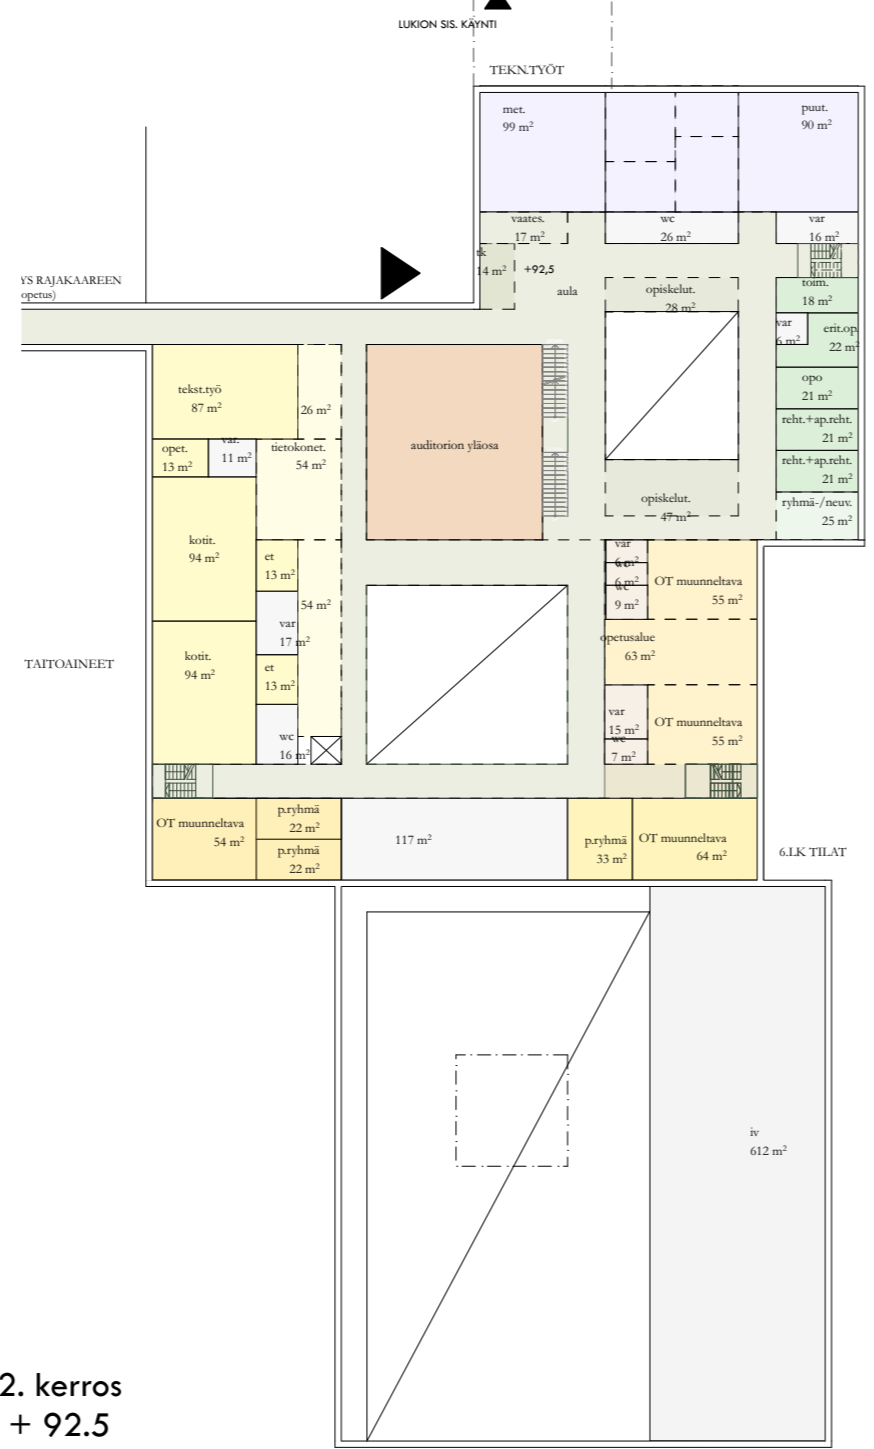 LUKION SIS. KÄYNTI
TEKN.TYÖT
met.
99 m²
puut.
90 m²
vaates.
17 m²
wc
26 m²
var
16 m²
tk
14 m²
+92,5
aula
opiskelut.
28 m²
toim.
18 m²
var
6 m²
erit.op.
22 m²
opo
21 m²
reht.+ap.reht.
21 m²
reht.+ap.reht.
21 m²
ryhmä-/neuv.
25 m²
YS RAJAKAAREEN
opetus)
tekst.työ
87 m²
26 m²
auditorion yläosa
opet.
13 m²
var.
11 m²
tietokonet.
54 m²
opiskelut.
47 m²
kotit.
94 m²
et
13 m²
54 m²
var
17 m²
var
6 m²
wc
6 m²
wc
9 m²
OT muunneltava
55 m²
opetusalue
63 m²
TAITOAINEET
kotit.
94 m²
et
13 m²
wc
16 m²
var
15 m²
wc
7 m²
OT muunneltava
55 m²
OT muunneltava
54 m²
p.ryhmä
22 m²
p.ryhmä
22 m²
117 m²
p.ryhmä
33 m²
OT muunneltava
64 m²
6.LK TILAT
iv
612 m²
2. kerros
+ 92.5